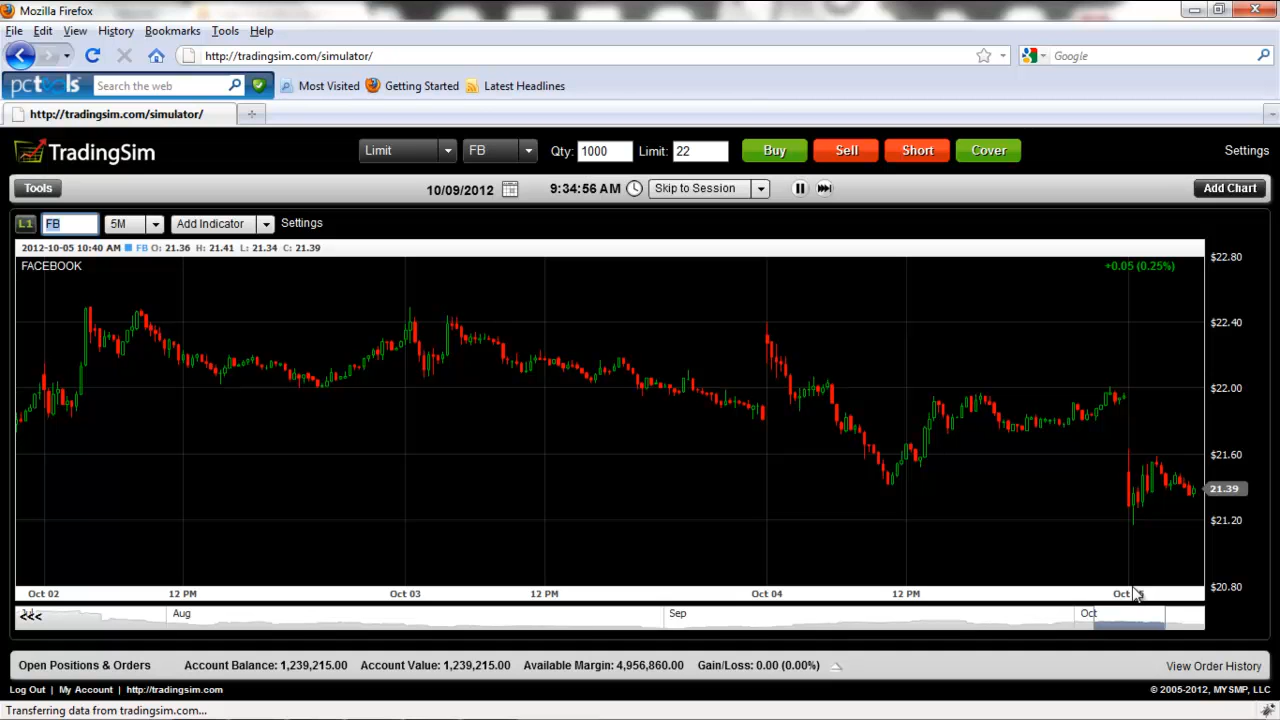 Mozilla Firefox
File Edit View History Bookmarks Tools Help
http://tradingsim.com/simulator/ Google
pctools Search the web Most Visited Getting Started Latest Headlines
http://tradingsim.com/simulator/
TradingSim Limit FB Qty: 1000 Limit: 22 Buy Sell Short Cover Settings
Tools 10/09/2012 9:34:56 AM Skip to Session Add Chart
L1 FB 5M Add Indicator Settings
2012-10-05 10:40 AM FB O: 21.36 H: 21.41 L: 21.34 C: 21.39
$22.80
FACEBOOK +0.05 (0.25%)
$22.40
$22.00
$21.60
21.39
$21.20
$20.80
Oct 02 12 PM Oct 03 12 PM Oct 04 12 PM Oct
<<< Aug Sep Oct
Open Positions & Orders Account Balance: 1,239,215.00 Account Value: 1,239,215.00 Available Margin: 4,956,860.00 Gain/Loss: 0.00 (0.00%) View Order History
Log Out | My Account | http://tradingsim.com © 2005-2012, MYSMP, LLC
Transferring data from tradingsim.com...